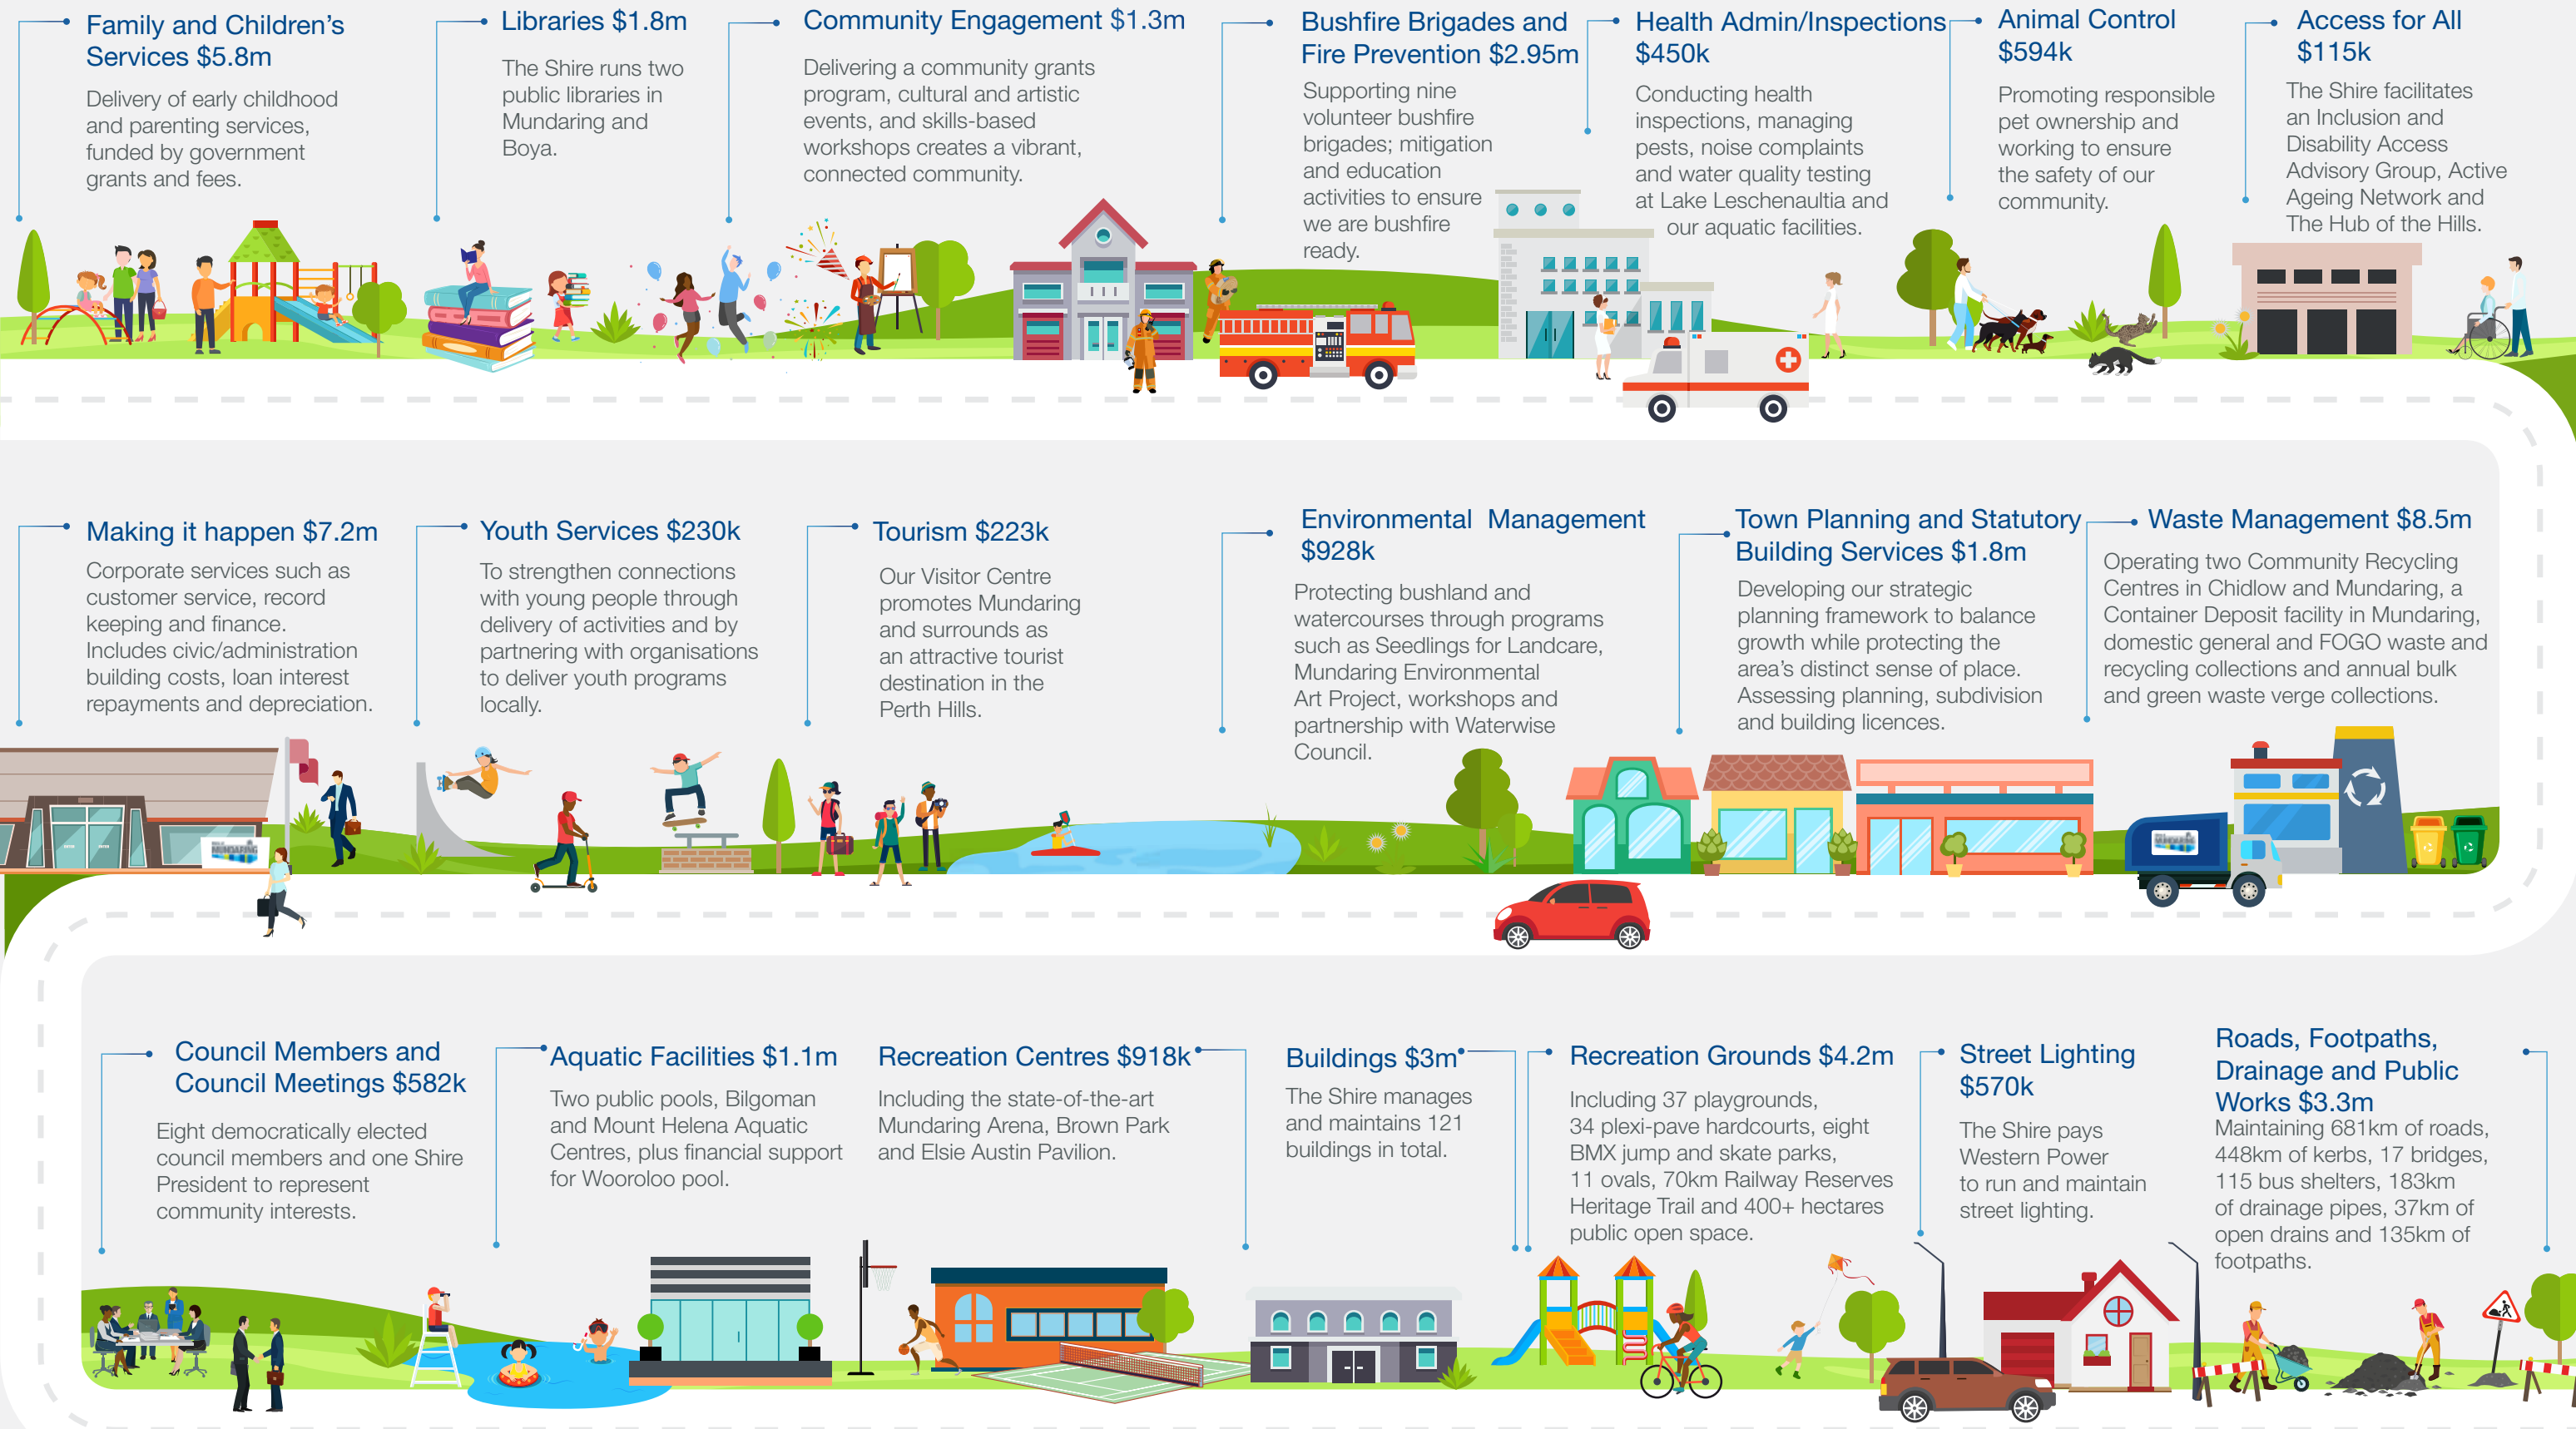 Family and Children's
Services $5.8m
Delivery of early childhood
and parenting services,
funded by government
grants and fees.
Libraries $1.8m
The Shire runs two
public libraries in
Mundaring and
Boya.
Community Engagement $1.3m
Delivering a community grants
program, cultural and artistic
events, and skills-based
workshops creates a vibrant,
connected community.
Bushfire Brigades and
Fire Prevention $2.95m
Supporting nine
volunteer bushfire
brigades; mitigation
and education
activities to ensure
we are bushfire
ready.
Health Admin/Inspections
$450k
Conducting health
inspections, managing
pests, noise complaints
and water quality testing
at Lake Leschenaultia and
our aquatic facilities.
Animal Control
$594k
Promoting responsible
pet ownership and
working to ensure
the safety of our
community.
Access for All
$115k
The Shire facilitates
an Inclusion and
Disability Access
Advisory Group, Active
Ageing Network and
The Hub of the Hills.
Making it happen $7.2m
Corporate services such as
customer service, record
keeping and finance.
Includes civic/administration
building costs, loan interest
repayments and depreciation.
Youth Services $230k
To strengthen connections
with young people through
delivery of activities and by
partnering with organisations
to deliver youth programs
locally.
Tourism $223k
Our Visitor Centre
promotes Mundaring
and surrounds as
an attractive tourist
destination in the
Perth Hills.
Environmental Management
$928k
Protecting bushland and
watercourses through programs
such as Seedlings for Landcare,
Mundaring Environmental
Art Project, workshops and
partnership with Waterwise
Council.
Town Planning and Statutory
Building Services $1.8m
Developing our strategic
planning framework to balance
growth while protecting the
area's distinct sense of place.
Assessing planning, subdivision
and building licences.
Waste Management $8.5m
Operating two Community Recycling
Centres in Chidlow and Mundaring, a
Container Deposit facility in Mundaring,
domestic general and FOGO waste and
recycling collections and annual bulk
and green waste verge collections.
MUNDARING
MUNDARING
Council Members and
Council Meetings $582k
Eight democratically elected
council members and one Shire
President to represent
community interests.
Aquatic Facilities $1.1m
Two public pools, Bilgoman
and Mount Helena Aquatic
Centres, plus financial support
for Wooroloo pool.
Recreation Centres $918k
Including the state-of-the-art
Mundaring Arena, Brown Park
and Elsie Austin Pavilion.
Buildings $3m
The Shire manages
and maintains 121
buildings in total.
Recreation Grounds $4.2m
Including 37 playgrounds,
34 plexi-pave hardcourts, eight
BMX jump and skate parks,
11 ovals, 70km Railway Reserves
Heritage Trail and 400+ hectares
public open space.
Street Lighting
$570k
The Shire pays
Western Power
to run and maintain
street lighting.
Roads, Footpaths,
Drainage and Public
Works $3.3m
Maintaining 681km of roads,
448km of kerbs, 17 bridges,
115 bus shelters, 183km
of drainage pipes, 37km of
open drains and 135km of
footpaths.